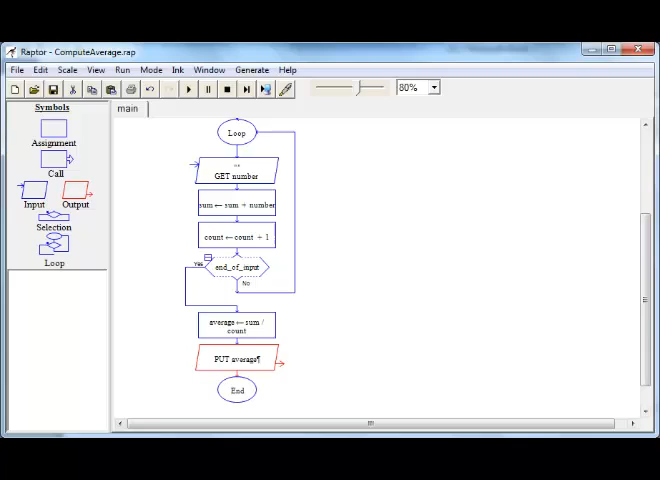 Raptor - ComputeAverage.rap
File Edit Scale View Run Mode Ink Window Generate Help
80%
Symbols
Assignment
Call
Input Output
Selection
Loop
main
Loop
""
GET number
sum ← sum + number
count ← count + 1
end_of_input
Yes
No
average ← sum /
count
PUT average¶
End